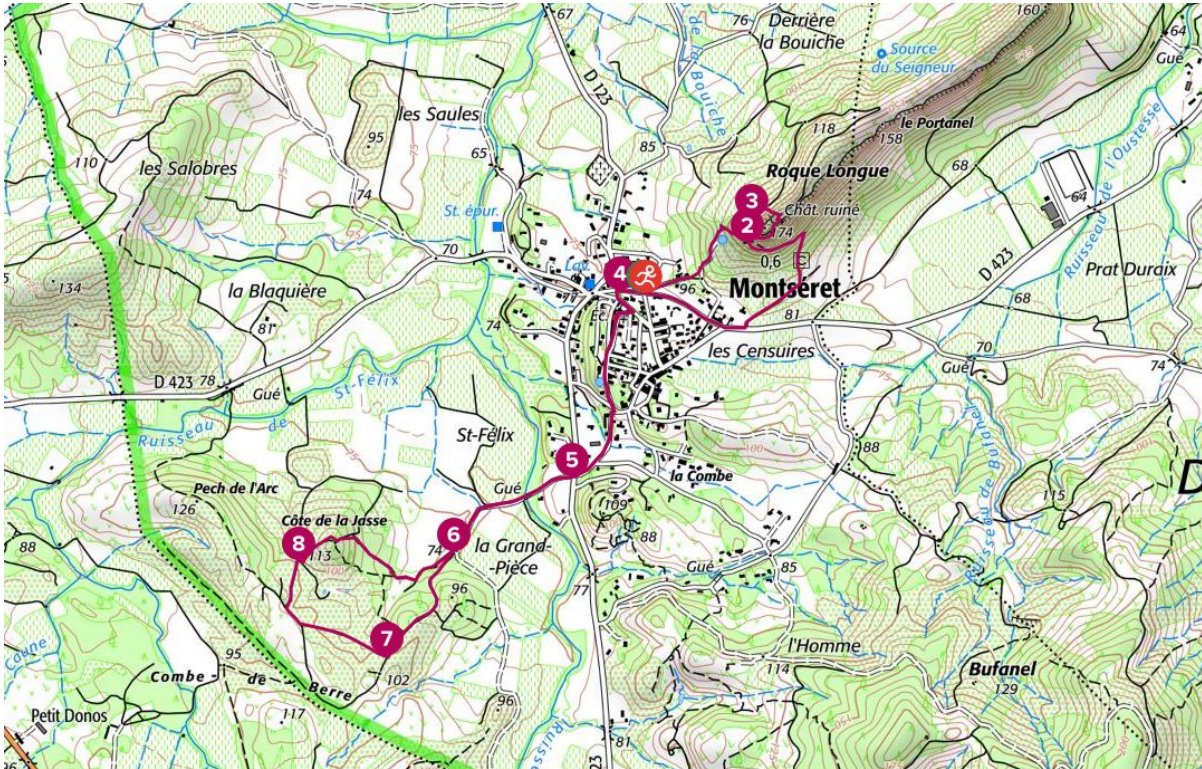 67
76
Derrière
la Bouiche
160
64
Gué
de la Bouiche
Source
du Seigneur
D 123
les Saules
95
118
le Portanel
158
110
les Salobres
75
85
68
Ruisseau de l'Oustesse
65
74
Roque Longue
64
3
Chât. ruiné
2
174
St. épur.
70
0,6
D 423
Prat Duraix
134
la Blaquière
Lav.
4
96
Montséret
68
77
81
81
74
les Censuires
70
74
D 423
78
Gué
St-Félix
Gué
Ruisseau
de
St-Félix
88
5
la Combe
Pech de l'Arc
126
Gué
109
115
D
Côte de la Jasse
6
88
88
8
113
100
74
la Grand-
-Pièce
Gué
85
Ruisseau de Bufanel
96
77
7
l'Homme
114
Caune
95
Combe - de Berre
102
Bufanel
129
Petit Donos
117
96
81